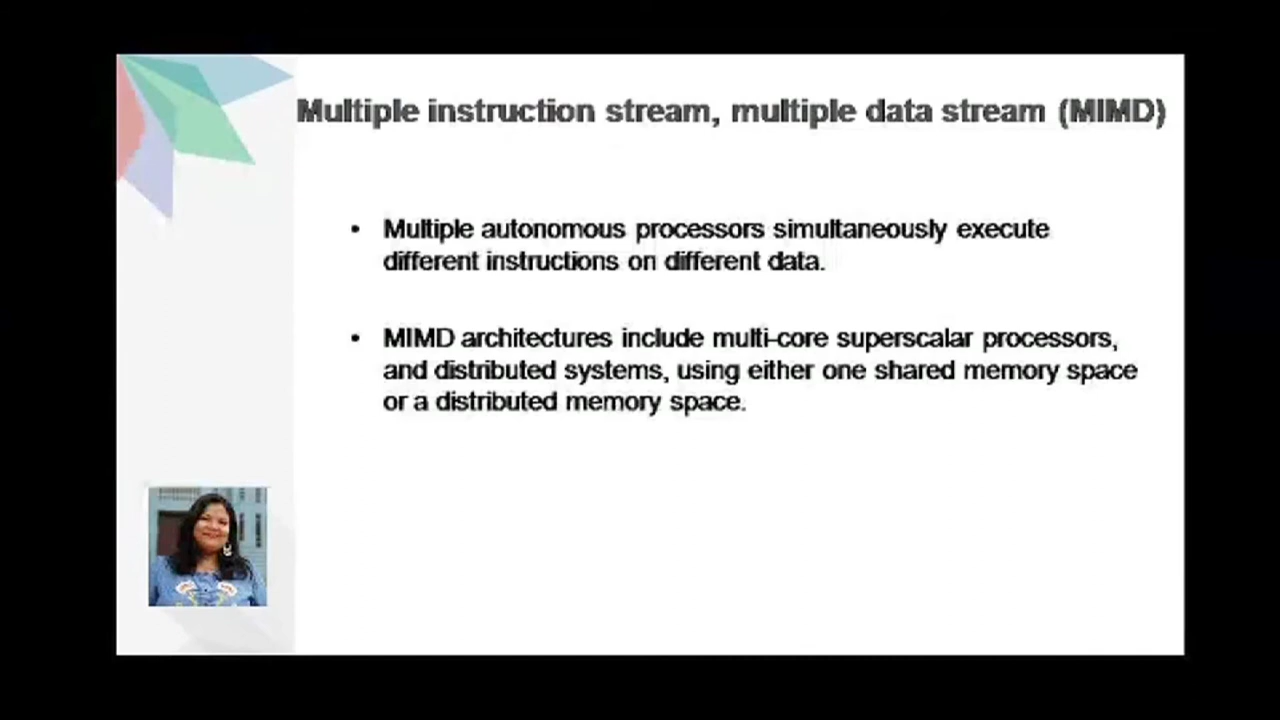 Multiple instruction stream, multiple data stream (MIMD)
• Multiple autonomous processors simultaneously execute
different instructions on different data.
• MIMD architectures include multi-core superscalar processors,
and distributed systems, using either one shared memory space
or a distributed memory space.